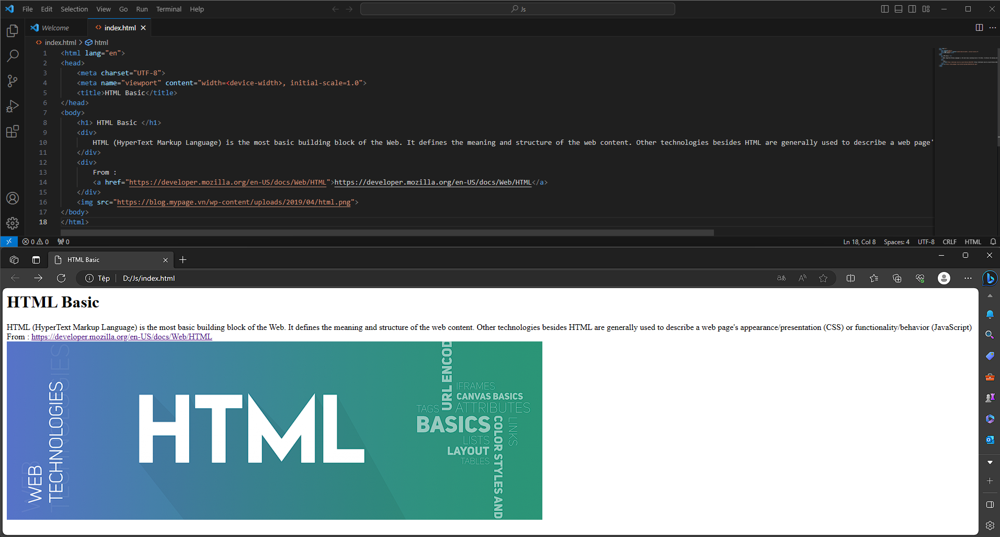 File Edit Selection View Go Run Terminal Help
Js
Welcome
index.html
index.html > html
1 <html lang="en">
2 <head>
3 <meta charset="UTF-8">
4 <meta name="viewport" content="width=<device-width>, initial-scale=1.0">
5 <title>HTML Basic</title>
6 </head>
7 <body>
8 <h1> HTML Basic </h1>
9 <div>
10 HTML (HyperText Markup Language) is the most basic building block of the Web. It defines the meaning and structure of the web content. Other technologies besides HTML are generally used to describe a web page'
11 </div>
12 <div>
13 From :
14 <a href="https://developer.mozilla.org/en-US/docs/Web/HTML">https://developer.mozilla.org/en-US/docs/Web/HTML</a>
15 </div>
16 <img src="https://blog.mypage.vn/wp-content/uploads/2019/04/html.png">
17 </body>
18 </html>
0 0 0
Ln 18, Col 8 Spaces: 4 UTF-8 CRLF HTML
HTML Basic
Tệp D:/Js/index.html
HTML Basic
HTML (HyperText Markup Language) is the most basic building block of the Web. It defines the meaning and structure of the web content. Other technologies besides HTML are generally used to describe a web page's appearance/presentation (CSS) or functionality/behavior (JavaScript)
From : https://developer.mozilla.org/en-US/docs/Web/HTML
WEB
TECHNOLOGIES
WEB
TECHNOLOGIES
HTML
URL ENCOD
IFRAMES
CANVAS BASICS
TAGS
ATTRIBUTES
BASICS
LISTS
LAYOUT
TABLES
COLOR STYLES AND
LINKS